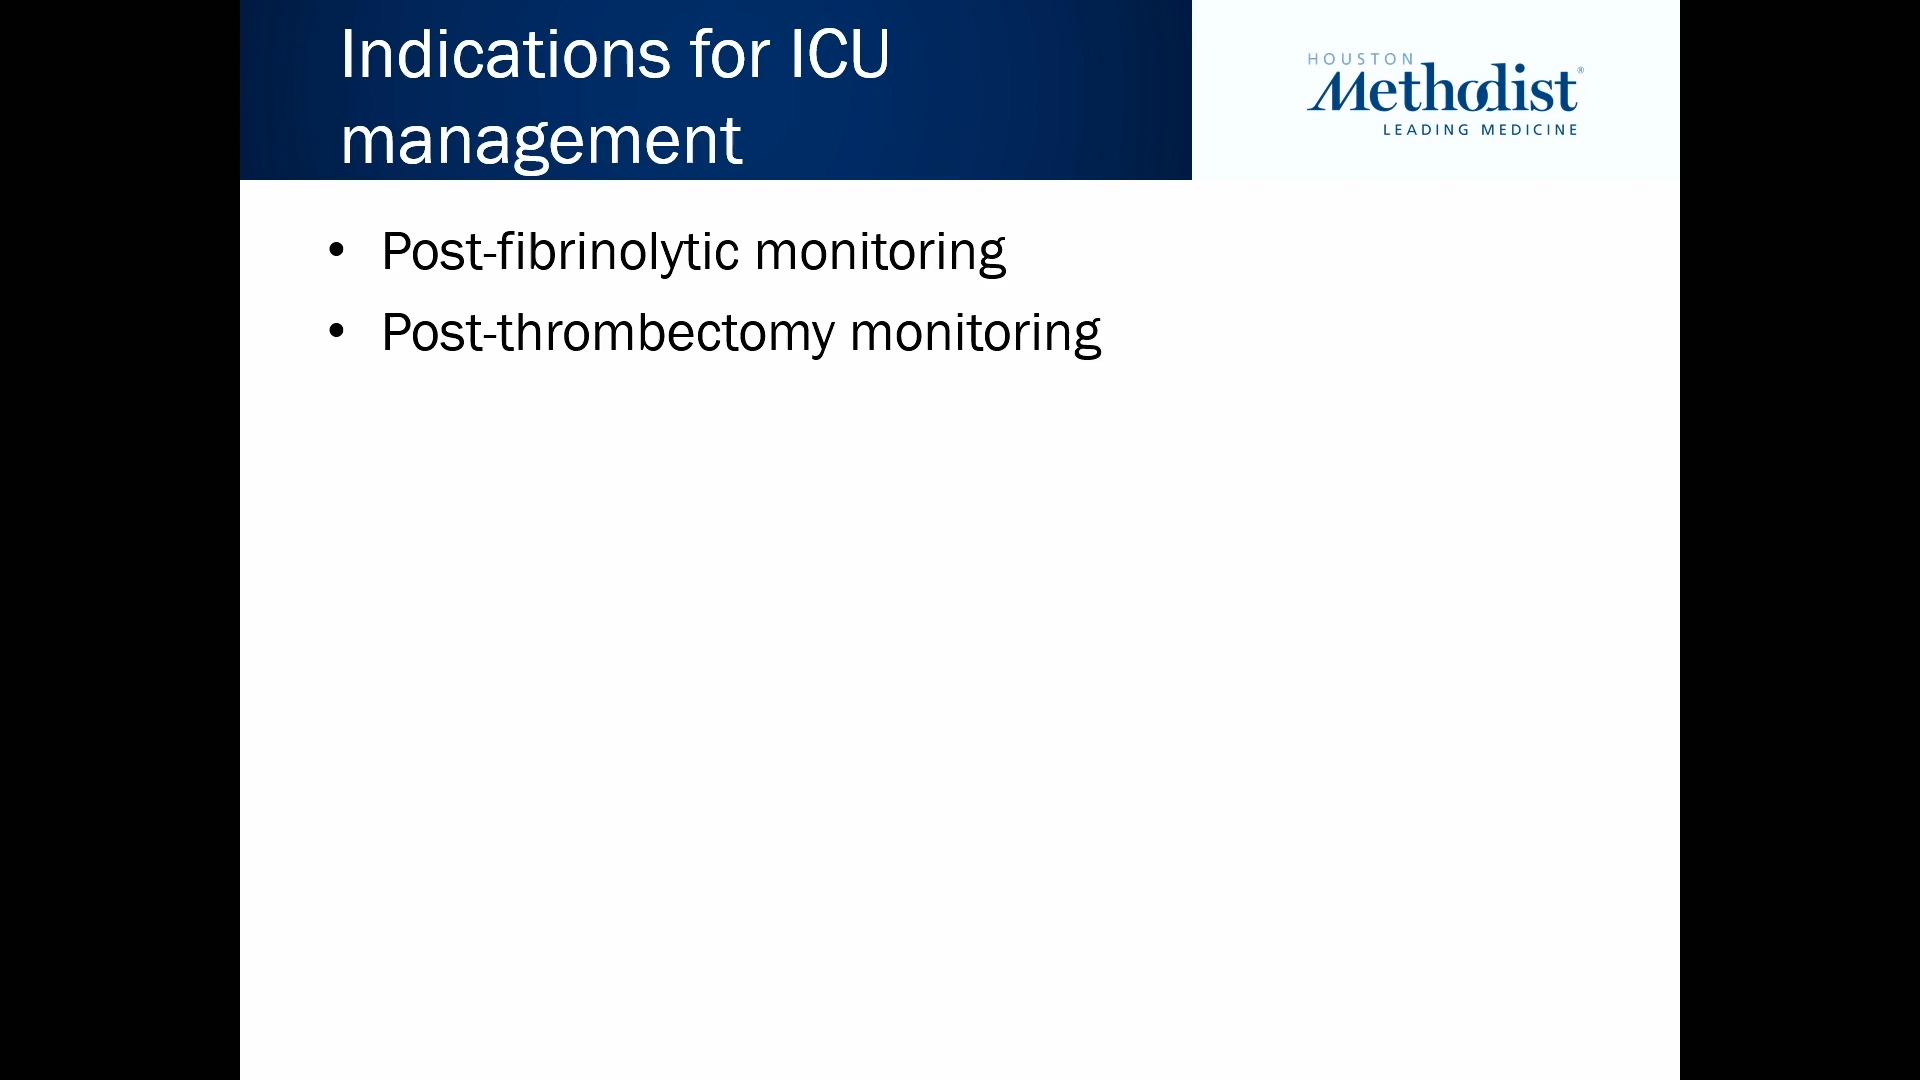 Indications for ICU
management
HOUSTON
Methodist®
LEADING MEDICINE
• Post-fibrinolytic monitoring
• Post-thrombectomy monitoring